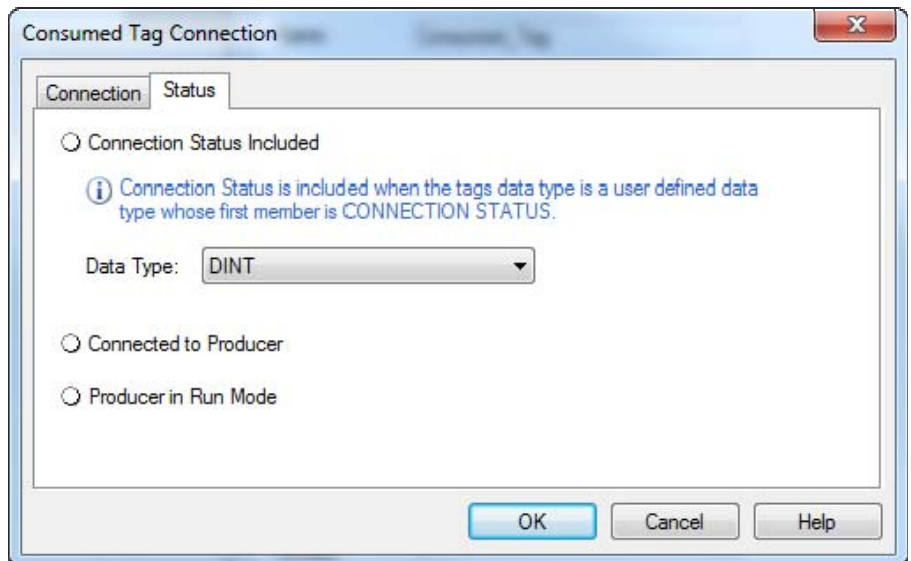 Consumed Tag Connection
Connection Status
Connection Status Included
Connection Status is included when the tags data type is a user defined data
type whose first member is CONNECTION STATUS.
Data Type: DINT
Connected to Producer
Producer in Run Mode
OK Cancel Help